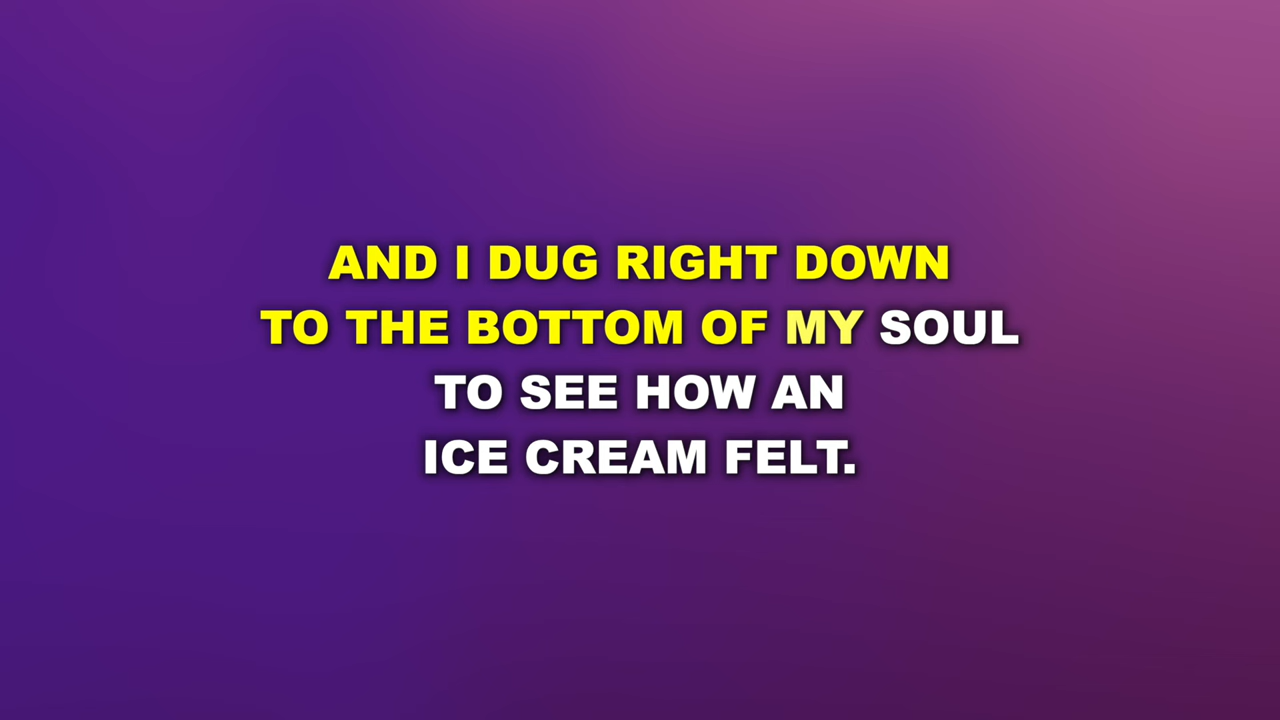 AND I DUG RIGHT DOWN
TO THE BOTTOM OF MY SOUL
TO SEE HOW AN
ICE CREAM FELT.